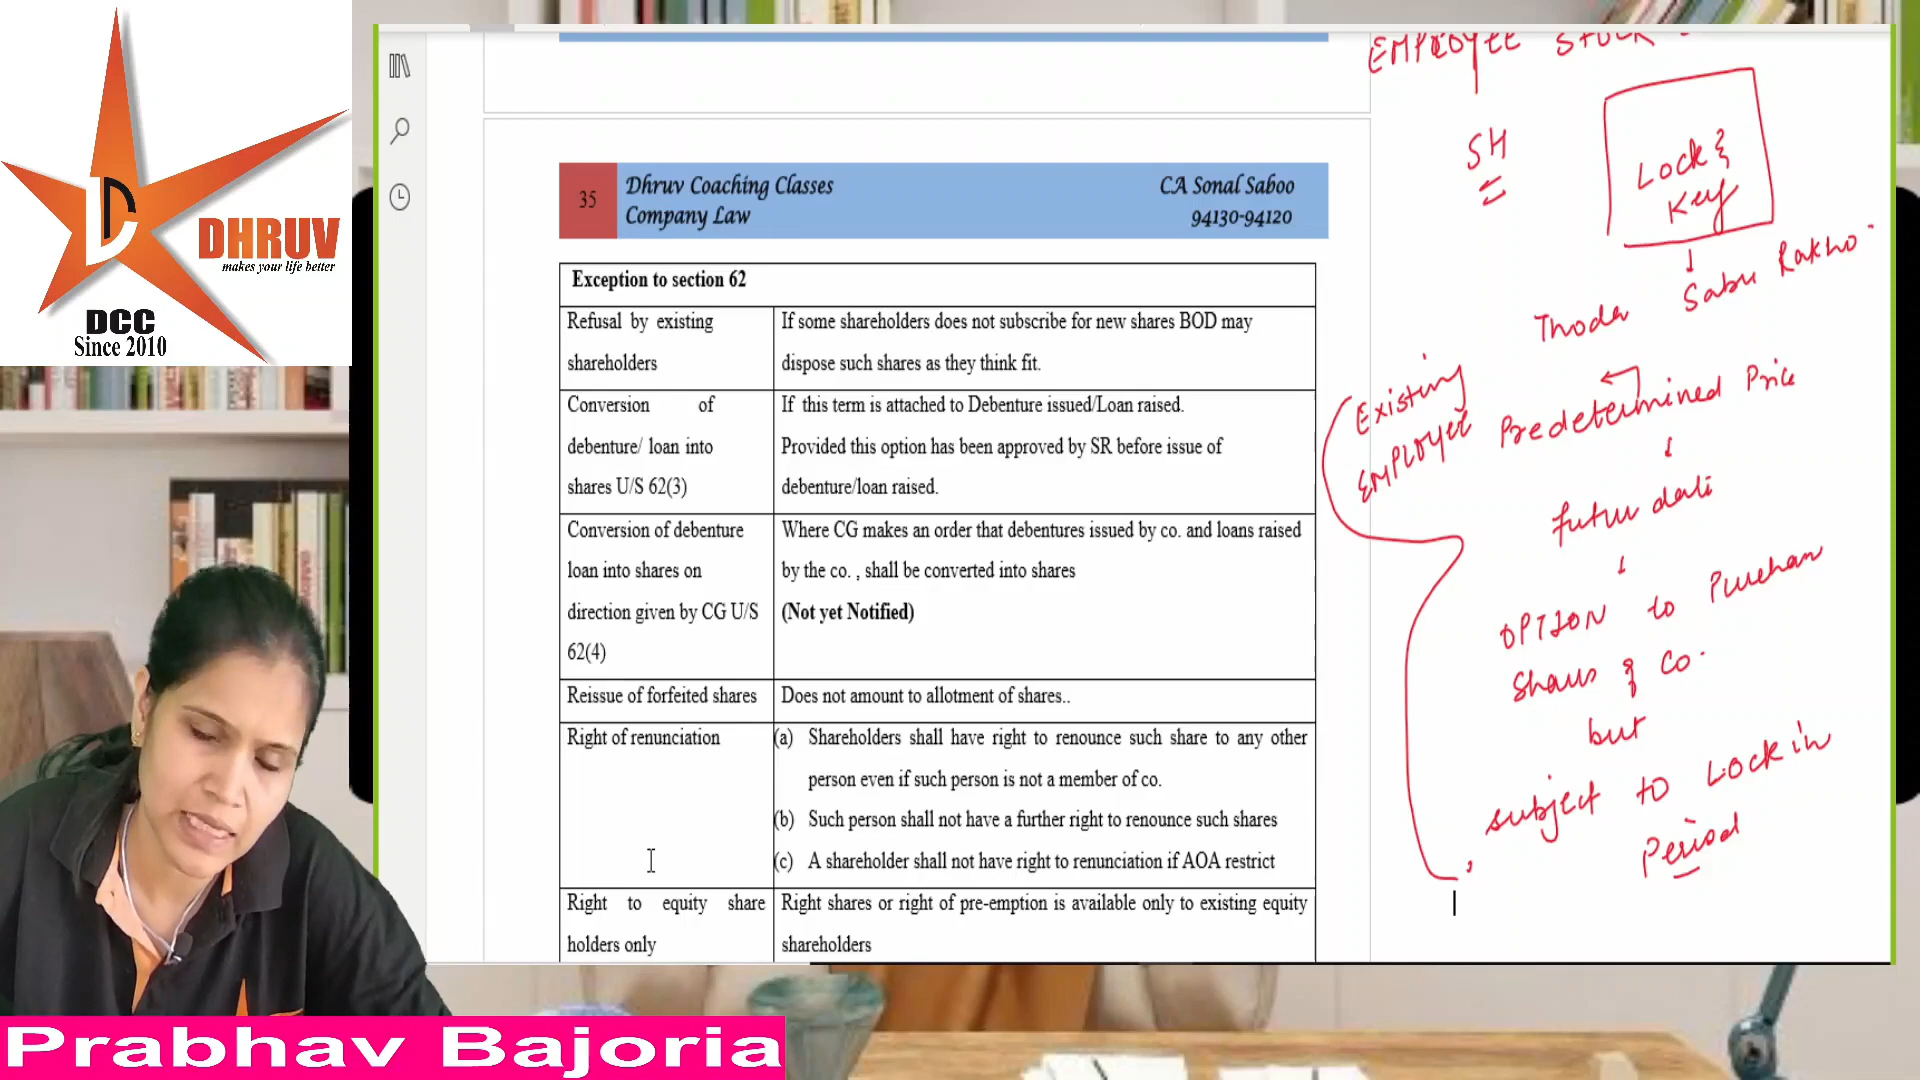 DC
DHRUV
makes your life better
DCC
Since 2010
35
Dhruv Coaching Classes
Company Law
CA Sonal Saboo
94130-94120
Exception to section 62
Refusal by existing
shareholders
If some shareholders does not subscribe for new shares BOD may
dispose such shares as they think fit.
Conversion of
debenture/ loan into
shares U/S 62(3)
If this term is attached to Debenture issued/Loan raised.
Provided this option has been approved by SR before issue of
debenture/loan raised.
Conversion of debenture
loan into shares on
direction given by CG U/S
62(4)
Where CG makes an order that debentures issued by co. and loans raised
by the co. , shall be converted into shares
(Not yet Notified)
Reissue of forfeited shares
Does not amount to allotment of shares..
Right of renunciation
(a) Shareholders shall have right to renounce such share to any other
person even if such person is not a member of co.
(b) Such person shall not have a further right to renounce such shares
(c) A shareholder shall not have right to renunciation if AOA restrict
Right to equity share
holders only
Right shares or right of pre-emption is available only to existing equity
shareholders
EMPLOYEE STOCK
SH
Lock &
Key
Thoda Sabu Rakho
Existing
EMPLOYEE
Predetermined Price
future date
OPTION to Purchase
Shares of Co.
but
subject to Lock in
Period
Prabhav Bajoria